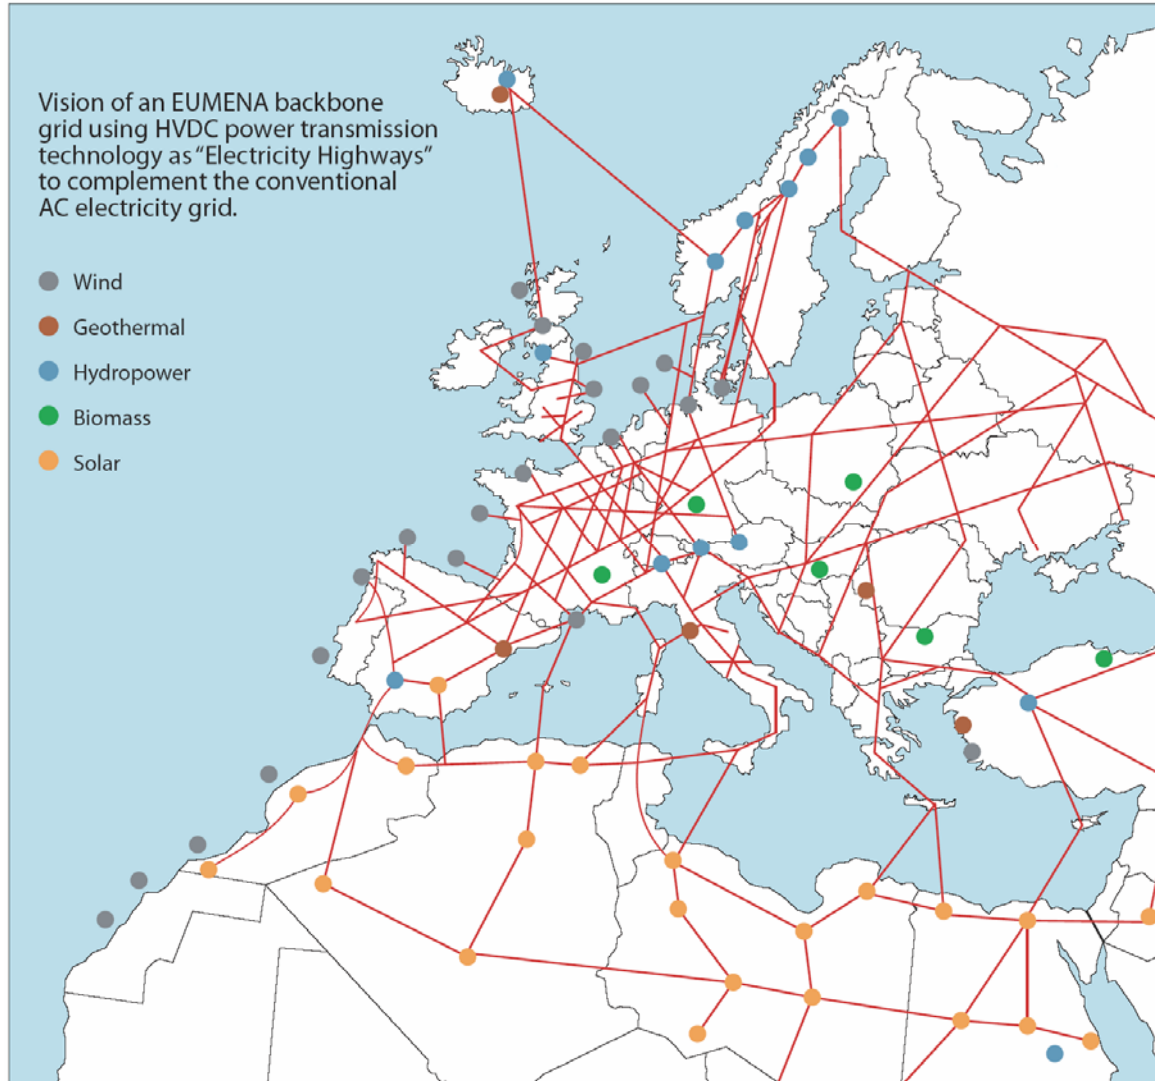 Vision of an EUMENA backbone
grid using HVDC power transmission
technology as “Electricity Highways”
to complement the conventional
AC electricity grid.
Wind
Geothermal
Hydropower
Biomass
Solar